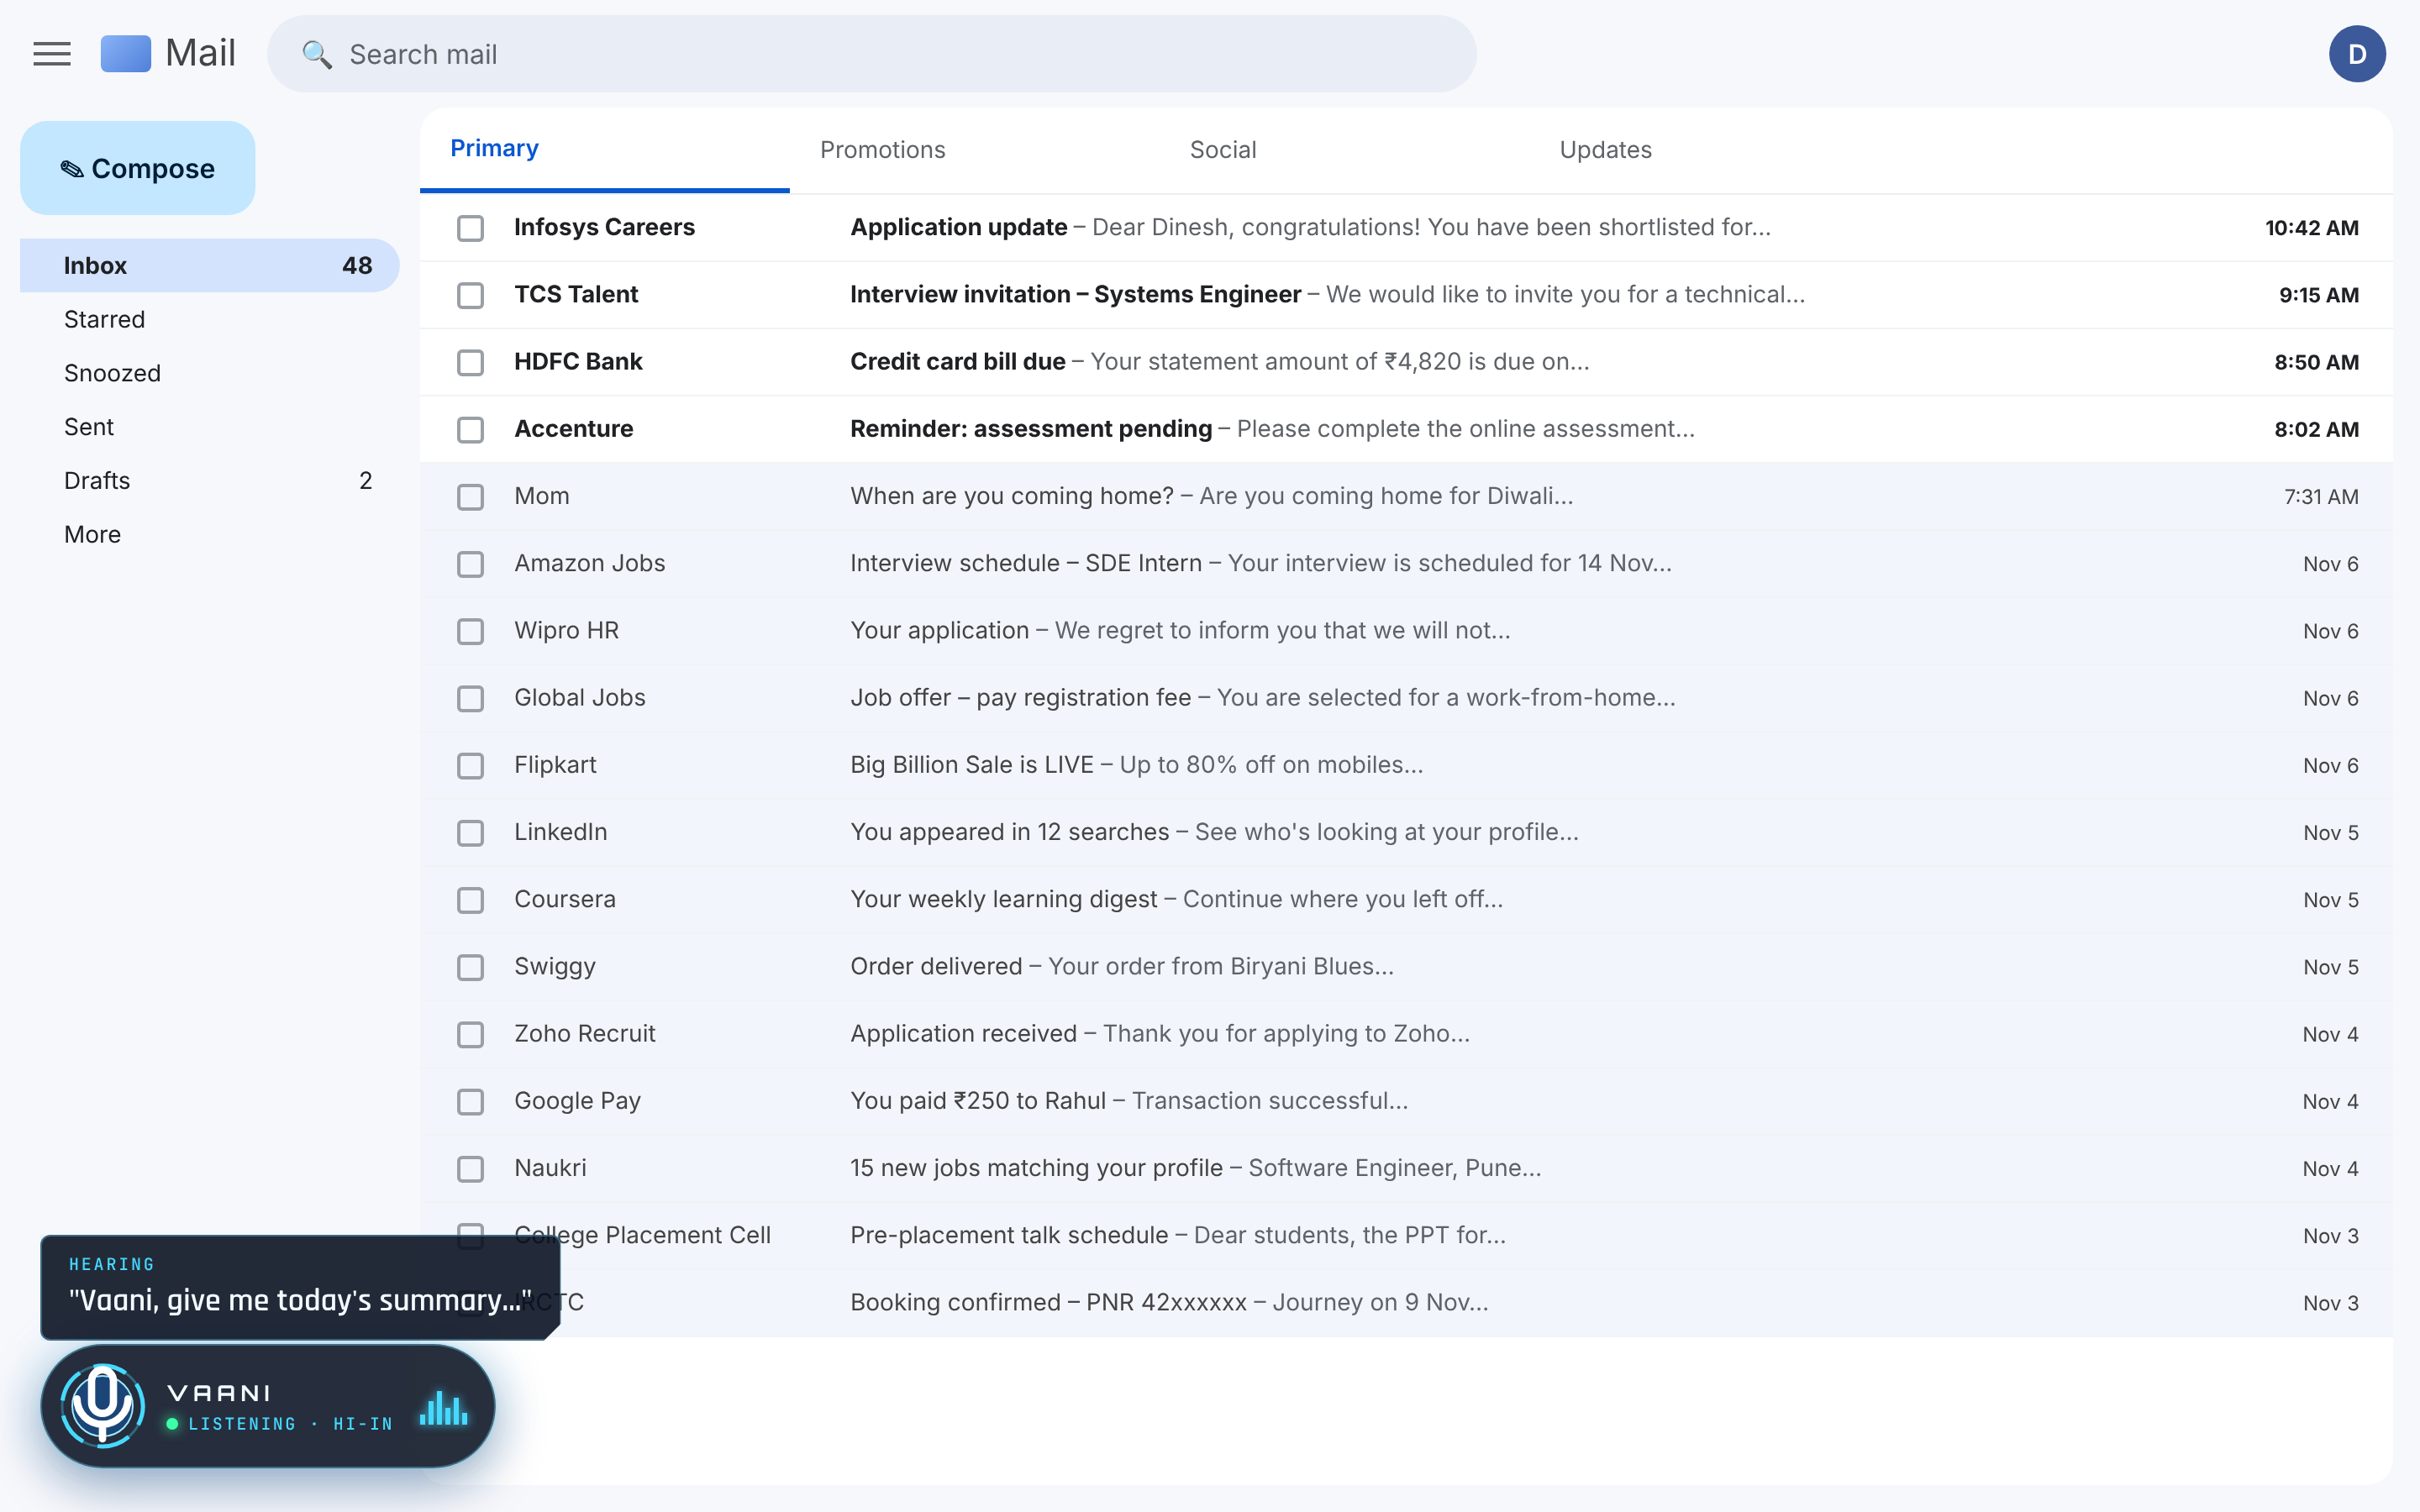 Mail
Search mail
D
Compose
Inbox 48
Starred
Snoozed
Sent
Drafts 2
More
Primary Promotions Social Updates
Infosys Careers Application update – Dear Dinesh, congratulations! You have been shortlisted for... 10:42 AM
TCS Talent Interview invitation – Systems Engineer – We would like to invite you for a technical... 9:15 AM
HDFC Bank Credit card bill due – Your statement amount of ₹4,820 is due on... 8:50 AM
Accenture Reminder: assessment pending – Please complete the online assessment... 8:02 AM
Mom When are you coming home? – Are you coming home for Diwali... 7:31 AM
Amazon Jobs Interview schedule – SDE Intern – Your interview is scheduled for 14 Nov... Nov 6
Wipro HR Your application – We regret to inform you that we will not... Nov 6
Global Jobs Job offer – pay registration fee – You are selected for a work-from-home... Nov 6
Flipkart Big Billion Sale is LIVE – Up to 80% off on mobiles... Nov 6
LinkedIn You appeared in 12 searches – See who's looking at your profile... Nov 5
Coursera Your weekly learning digest – Continue where you left off... Nov 5
Swiggy Order delivered – Your order from Biryani Blues... Nov 5
Zoho Recruit Application received – Thank you for applying to Zoho... Nov 4
Google Pay You paid ₹250 to Rahul – Transaction successful... Nov 4
Naukri 15 new jobs matching your profile – Software Engineer, Pune... Nov 4
College Placement Cell Pre-placement talk schedule – Dear students, the PPT for... Nov 3
IRCTC Booking confirmed – PNR 42xxxxxx – Journey on 9 Nov... Nov 3
HEARING
"Vaani, give me today's summary..."
VAANI
LISTENING · HI-IN